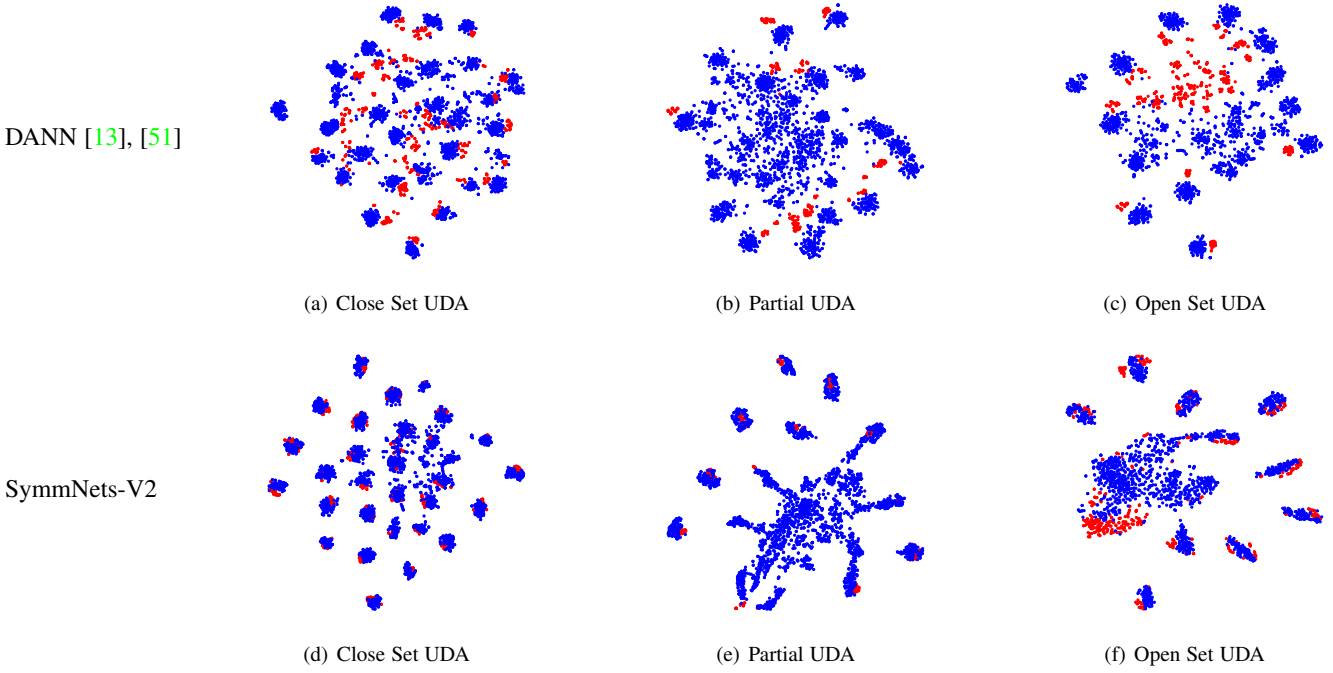 DANN [13], [51]
(a) Close Set UDA
(b) Partial UDA
(c) Open Set UDA
SymmNets-V2
(d) Close Set UDA
(e) Partial UDA
(f) Open Set UDA